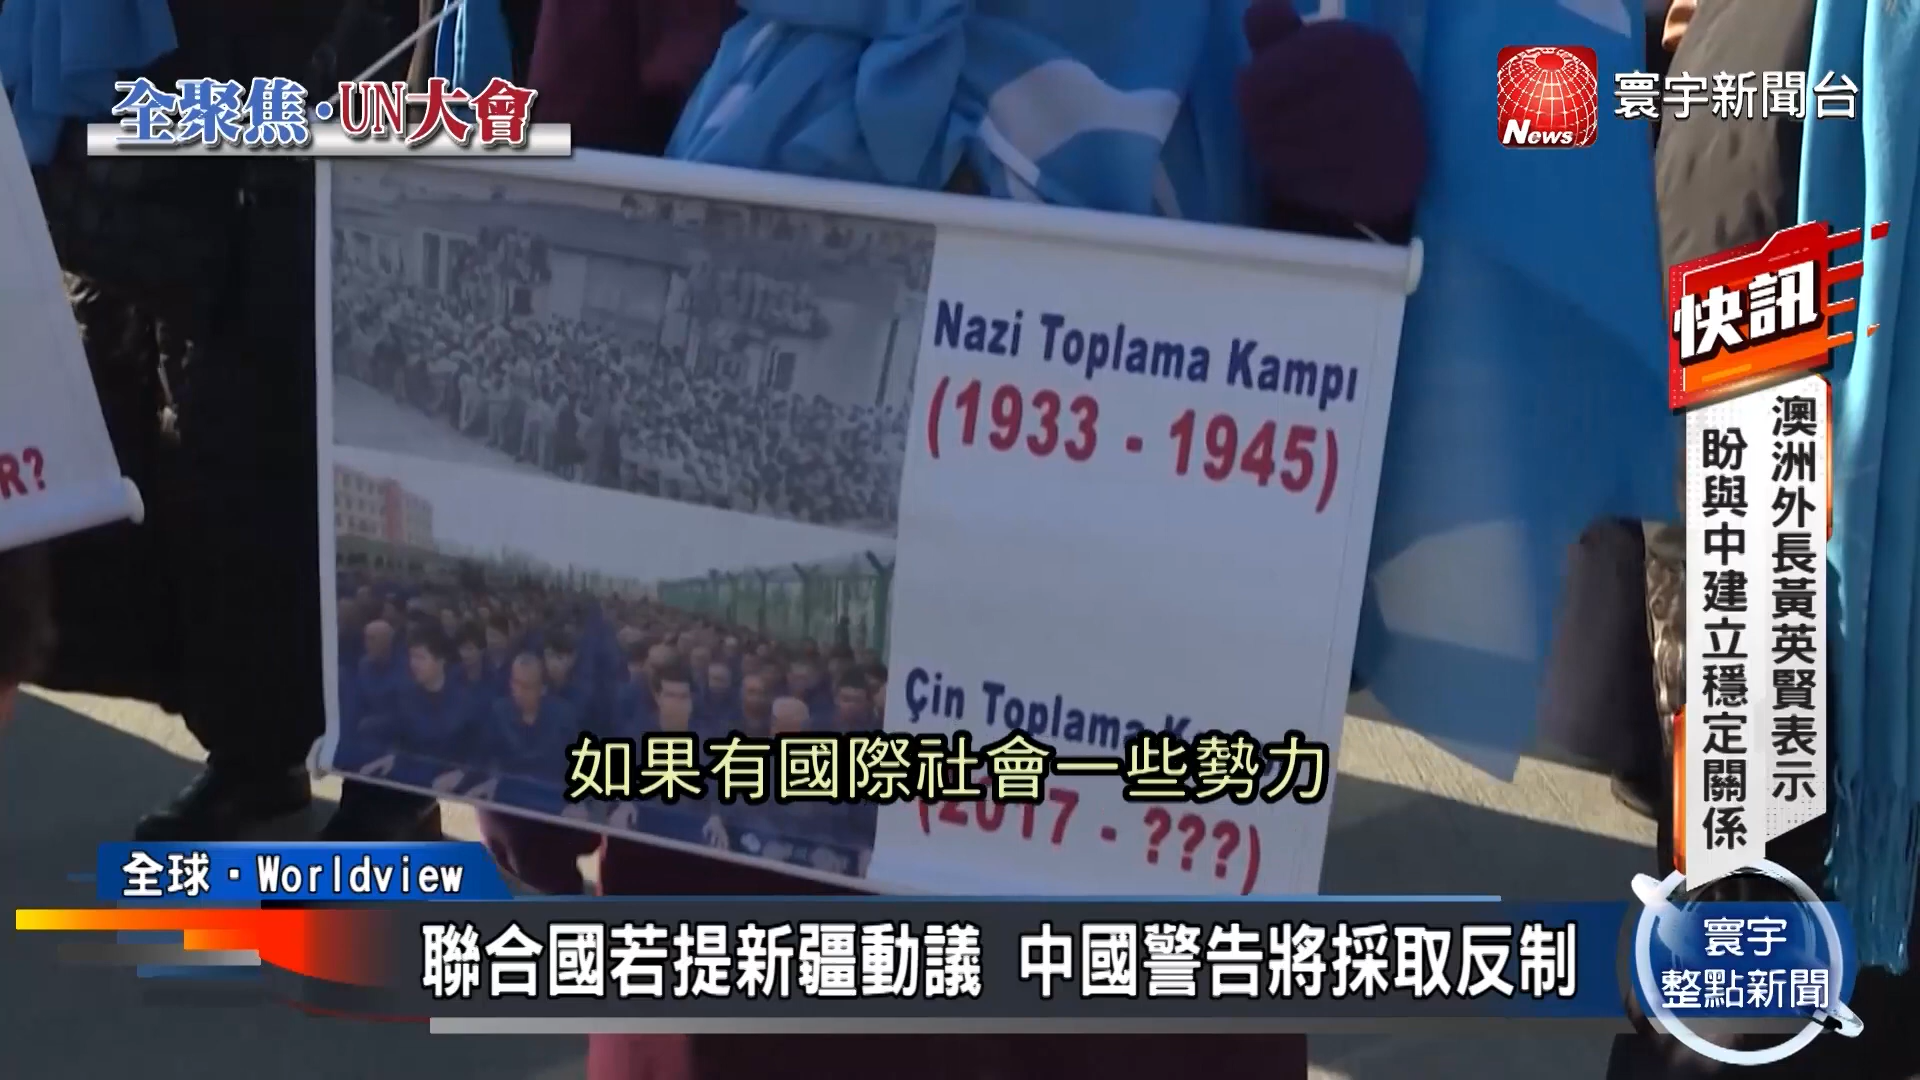 全聚焦·UN大會
News
寰宇新聞台
快訊
澳洲外長黃英賢表示
盼與中建立穩定關係
R?
Nazi Toplama Kampı
(1933 - 1945)
Çin Toplama
(2017 - ???)
如果有國際社會一些勢力
全球·Worldview
聯合國若提新疆動議 中國警告將採取反制
寰宇
整點新聞